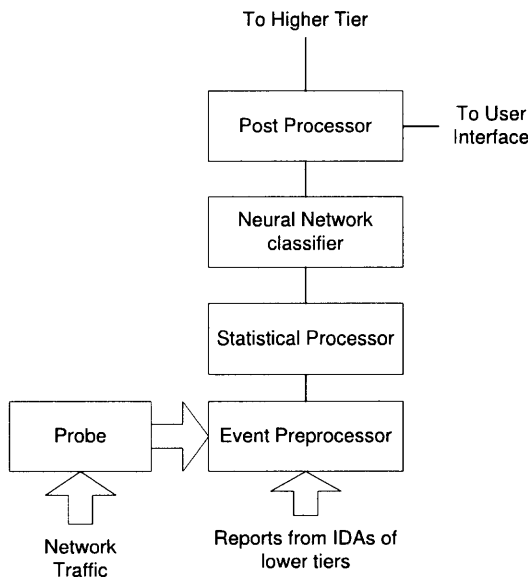 To Higher Tier
Post Processor
To User
Interface
Neural Network
classifier
Statistical Processor
Probe
Event Preprocessor
Network
Traffic
Reports from IDAs of
lower tiers